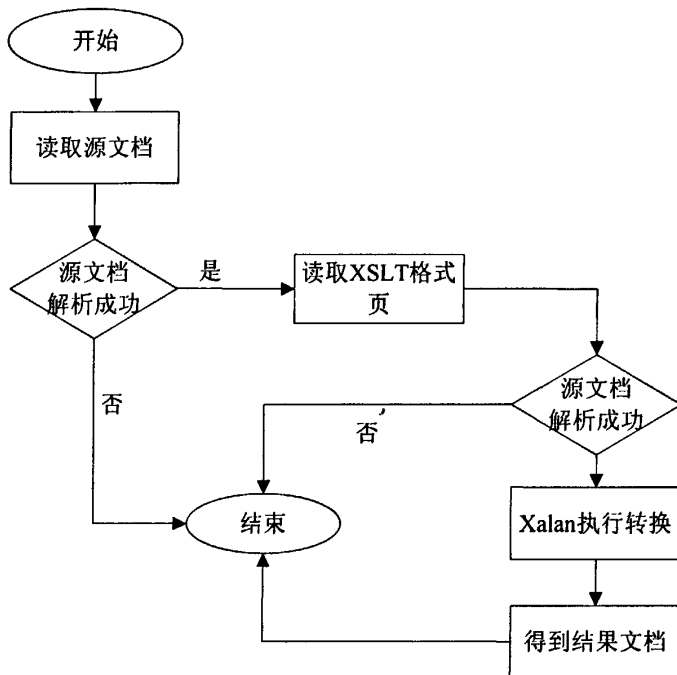 开始
读取源文档
源文档
解析成功
是
读取XSLT格式
页
否
源文档
解析成功
否
结束
Xalan执行转换
得到结果文档